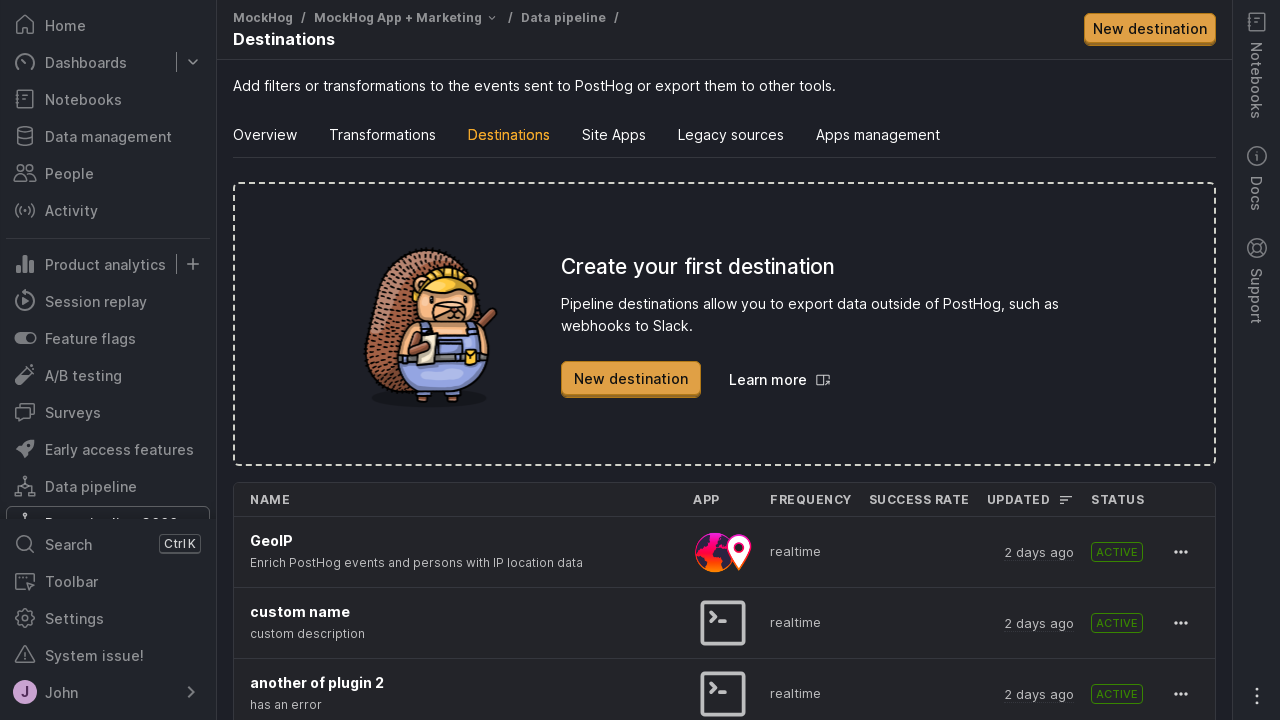 Home
Dashboards
Notebooks
Data management
People
Activity
Product analytics
Session replay
Feature flags
A/B testing
Surveys
Early access features
Data pipeline
Search Ctrl K
Toolbar
Settings
System issue!
J John
MockHog / MockHog App + Marketing / Data pipeline /
Destinations
New destination
Add filters or transformations to the events sent to PostHog or export them to other tools.
Overview Transformations Destinations Site Apps Legacy sources Apps management
Create your first destination
Pipeline destinations allow you to export data outside of PostHog, such as
webhooks to Slack.
New destination Learn more
NAME APP FREQUENCY SUCCESS RATE UPDATED STATUS
GeoIP
Enrich PostHog events and persons with IP location data
realtime 2 days ago ACTIVE
custom name
custom description
realtime 2 days ago ACTIVE
another of plugin 2
has an error
realtime 2 days ago ACTIVE
Notebooks
Docs
Support